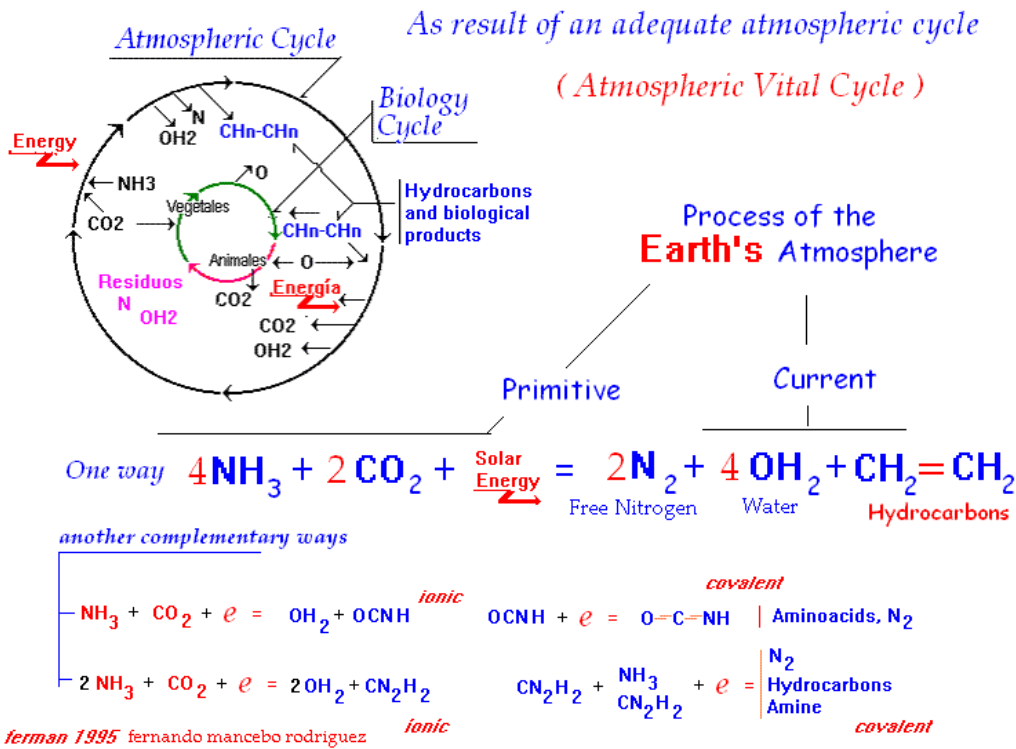 As result of an adequate atmospheric cycle
( Atmospheric Vital Cycle )
Atmospheric Cycle
Biology
Cycle
Energy
N
OH2
CHn-CHn
NH3
O
Vegetales
CO2
Hydrocarbons
and biological
products
CHn-CHn
Animales
O
Residuos
N
OH2
CO2
Energía
CO2
OH2
Process of the
Earth's Atmosphere
Primitive
Current
One way 4NH3 + 2CO2 + Solar Energy = 2N2 + 4OH2 + CH2=CH2
Free Nitrogen Water Hydrocarbons
another complementary ways
NH3 + CO2 + e = OH2 + OCNH ionic
OCNH + e = O=C=NH | Aminoacids, N2 covalent
2 NH3 + CO2 + e = 2OH2 + CN2H2 ionic
CN2H2 + NH3 CN2H2 + e = N2
Hydrocarbons
Amine
covalent
ferman 1995 fernando mancebo rodriguez